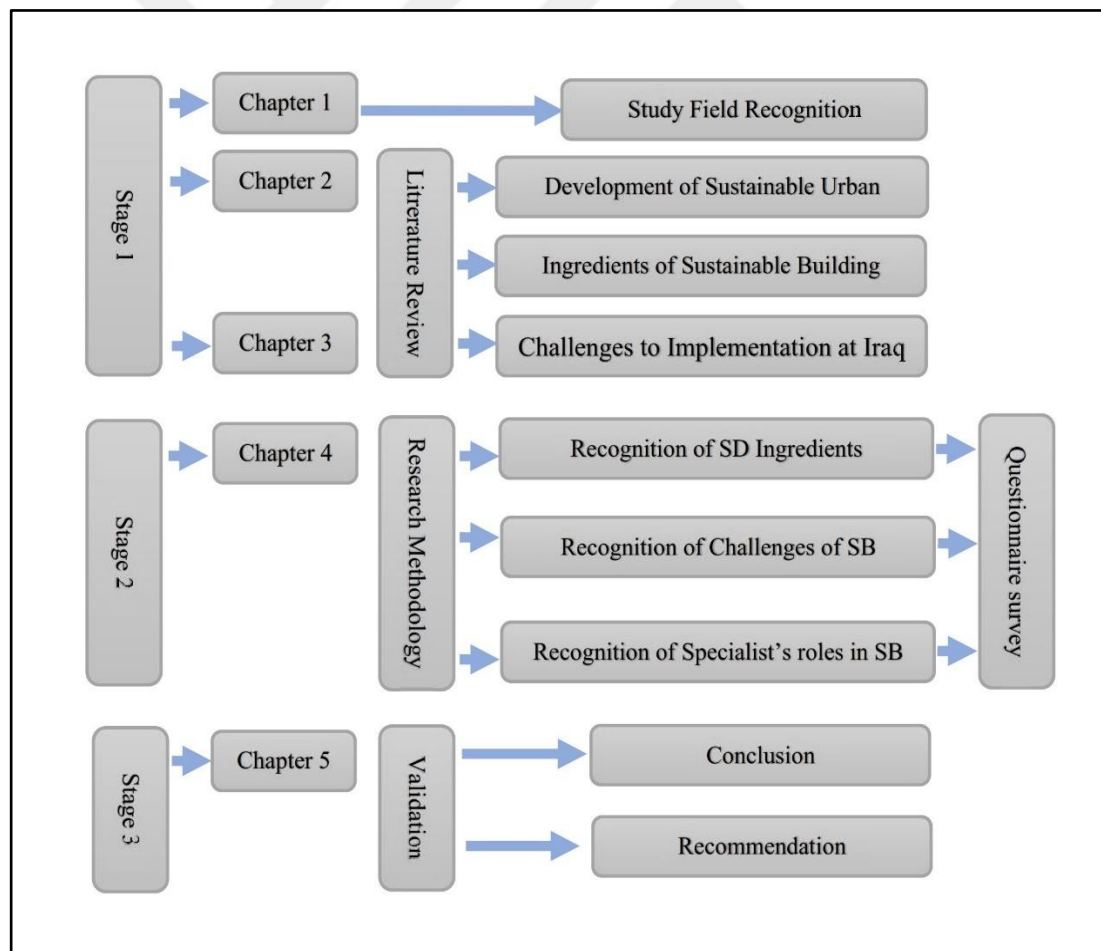 Stage 1
Chapter 1
Study Field Recognition
Chapter 2
Litrerature Review
Development of Sustainable Urban
Ingredients of Sustainable Building
Chapter 3
Challenges to Implementation at Iraq
Stage 2
Chapter 4
Research Methodology
Recognition of SD Ingredients
Recognition of Challenges of SB
Recognition of Specialist’s roles in SB
Questionnaire survey
Stage 3
Chapter 5
Validation
Conclusion
Recommendation